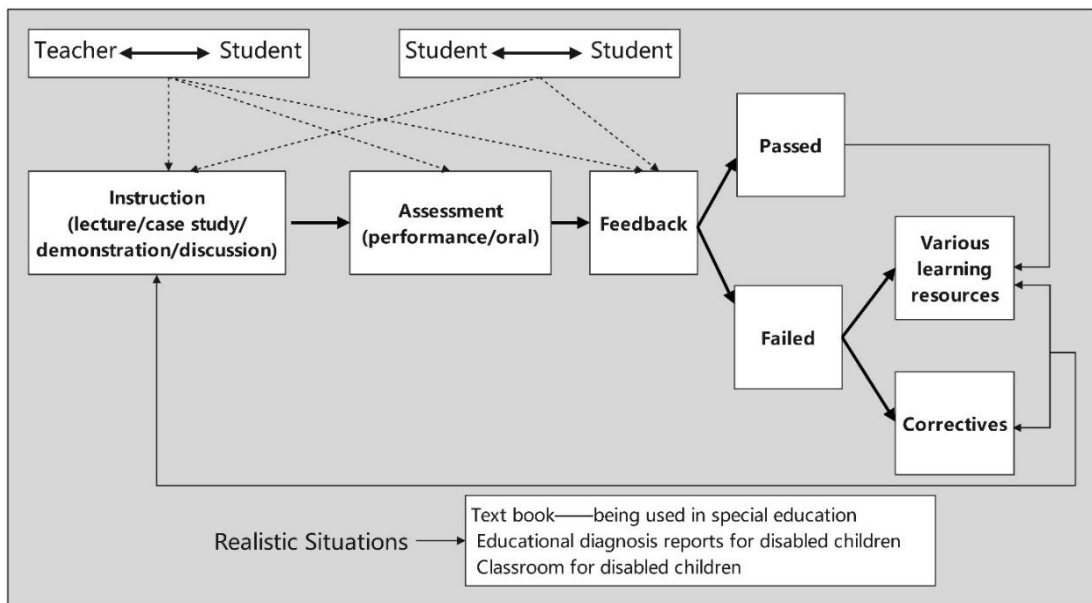 Teacher Student
Student Student
Instruction
(lecture/case study/
demonstration/discussion)
Assessment
(performance/oral)
Feedback
Passed
Failed
Various
learning
resources
Correctives
Realistic Situations
Text book——being used in special education
Educational diagnosis reports for disabled children
Classroom for disabled children